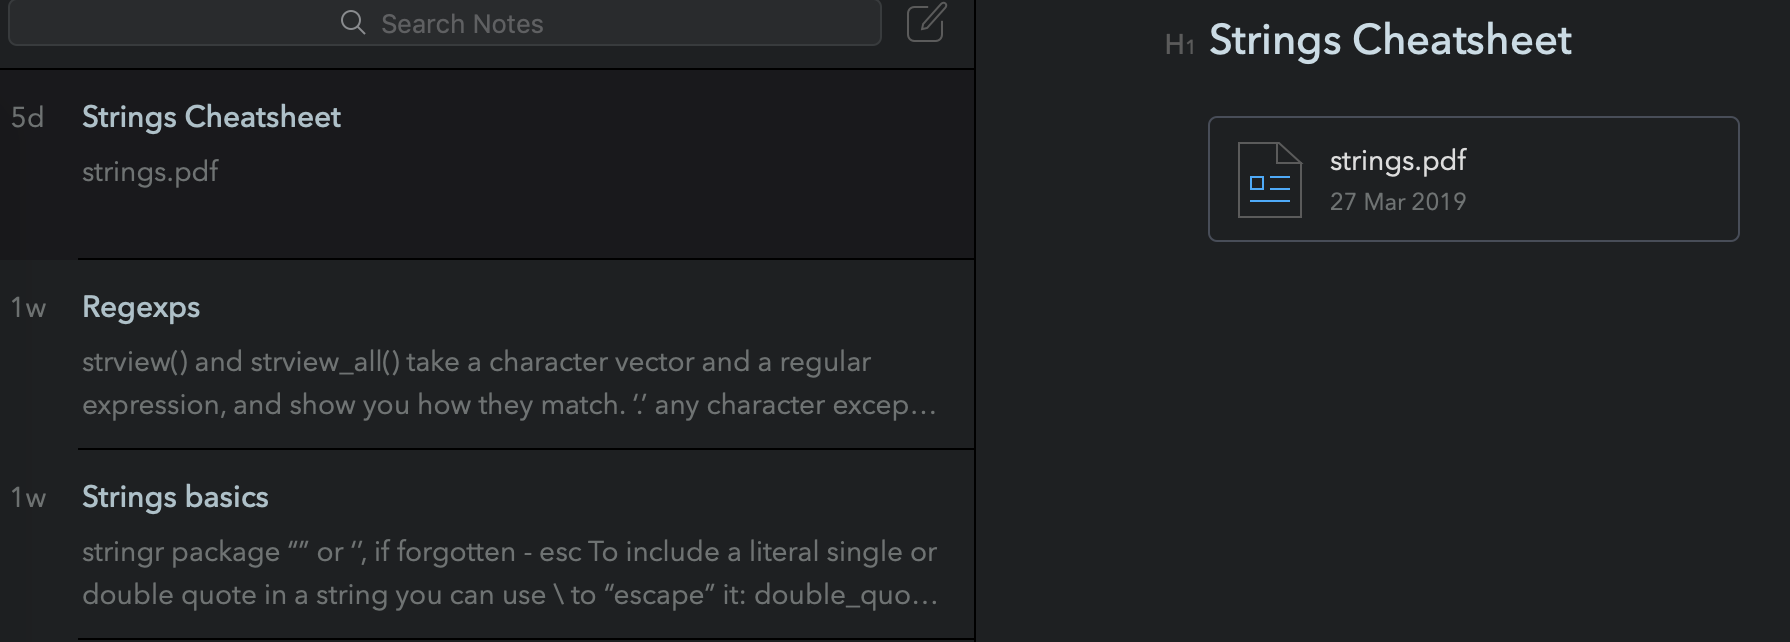 Search Notes
5d
Strings Cheatsheet
strings.pdf
1w
Regexps
strview() and strview_all() take a character vector and a regular
expression, and show you how they match. ‘.’ any character excep…
1w
Strings basics
stringr package “” or ‘’, if forgotten - esc To include a literal single or
double quote in a string you can use \ to “escape” it: double_quo…
H1 Strings Cheatsheet
strings.pdf
27 Mar 2019